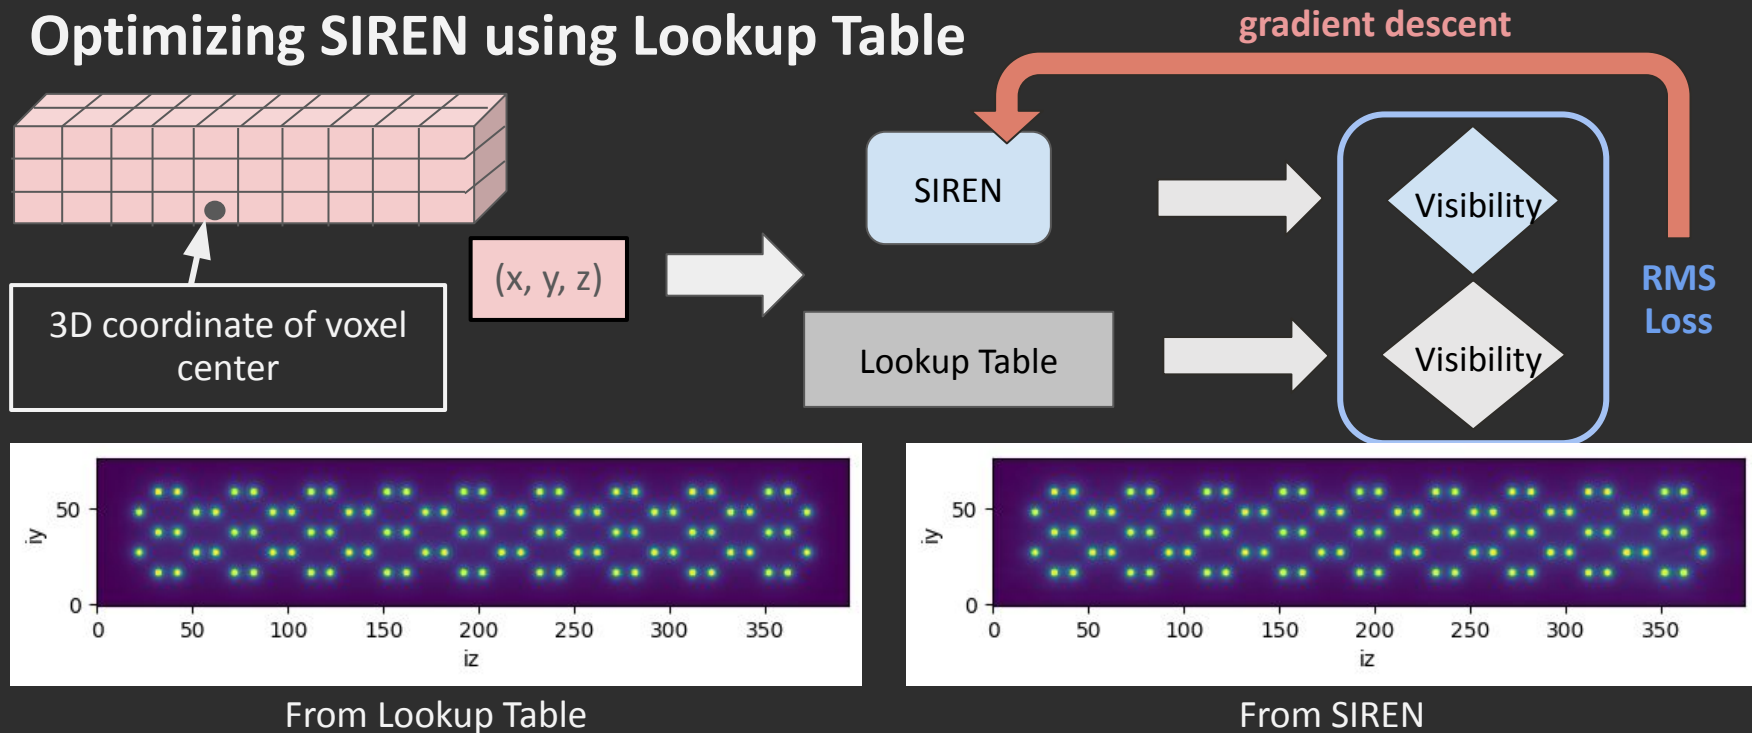 Optimizing SIREN using Lookup Table
gradient descent
SIREN
Visibility
(x, y, z)
RMS
Loss
3D coordinate of voxel
center
Lookup Table
Visibility
50
0
iy
0 50 100 150 200 250 300 350
iz
From Lookup Table
50
0
iy
0 50 100 150 200 250 300 350
iz
From SIREN